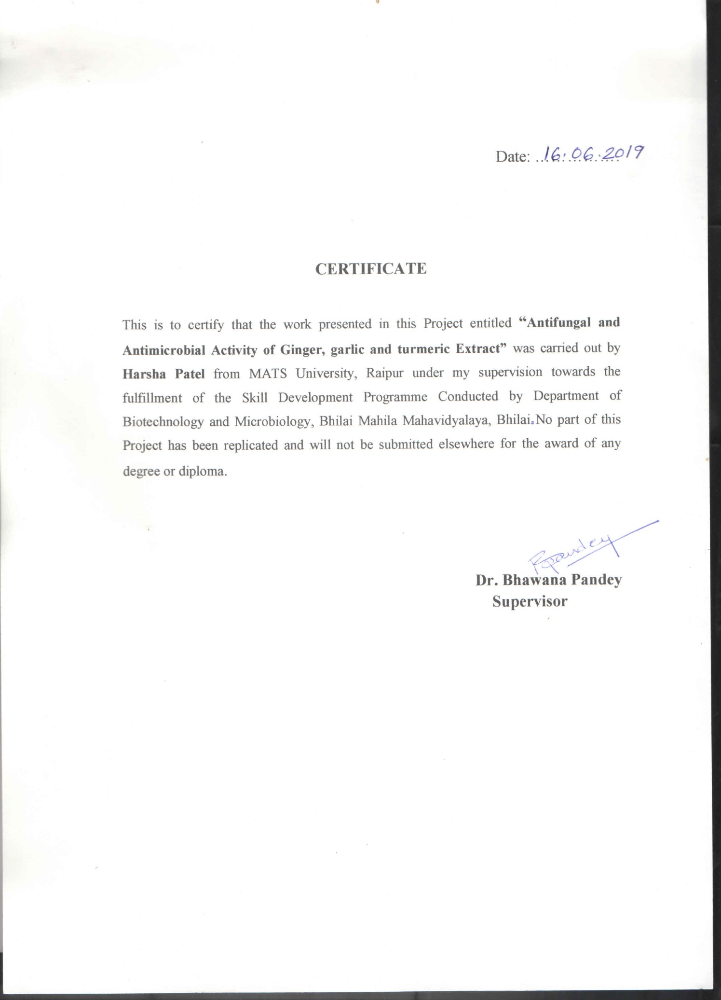 Date: 16.06.2019
CERTIFICATE
This is to certify that the work presented in this Project entitled “Antifungal and
Antimicrobial Activity of Ginger, garlic and turmeric Extract” was carried out by
Harsha Patel from MATS University, Raipur under my supervision towards the
fulfillment of the Skill Development Programme Conducted by Department of
Biotechnology and Microbiology, Bhilai Mahila Mahavidyalaya, Bhilai.No part of this
Project has been replicated and will not be submitted elsewhere for the award of any
degree or diploma.
Bpandey
Dr. Bhawana Pandey
Supervisor